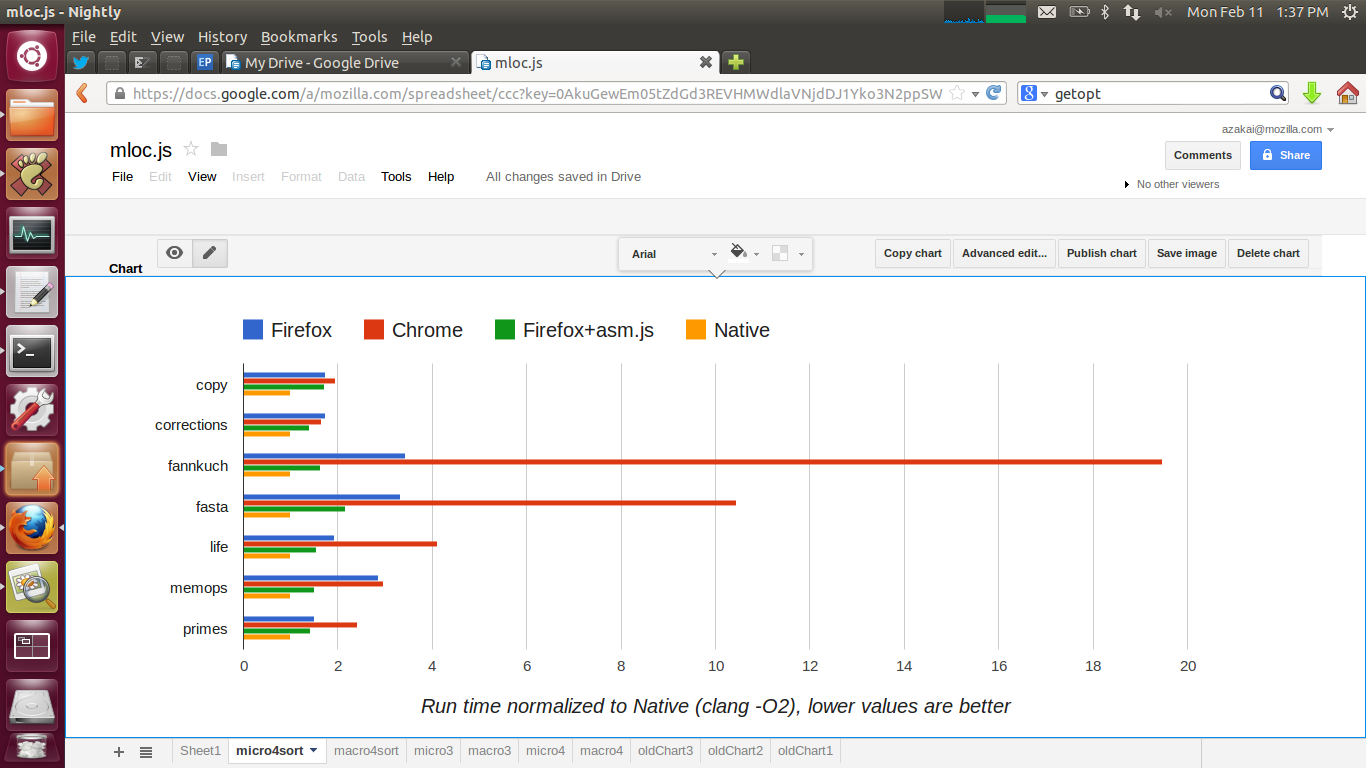 mloc.js - Nightly
Mon Feb 11 1:37 PM
File Edit View History Bookmarks Tools Help
EP My Drive - Google Drive mloc.js
https://docs.google.com/a/mozilla.com/spreadsheet/ccc?key=0AkuGewEm05tZdGd3REVHMWdlaVNjdDJ1Yko3N2ppSW
getopt
azakai@mozilla.com
mloc.js
Comments Share
File Edit View Insert Format Data Tools Help All changes saved in Drive
No other viewers
Chart
Arial
Copy chart Advanced edit... Publish chart Save image Delete chart
Firefox Chrome Firefox+asm.js Native
copy
corrections
fannkuch
fasta
life
memops
primes
0 2 4 6 8 10 12 14 16 18 20
Run time normalized to Native (clang -O2), lower values are better
Sheet1 micro4sort macro4sort micro3 macro3 micro4 macro4 oldChart3 oldChart2 oldChart1